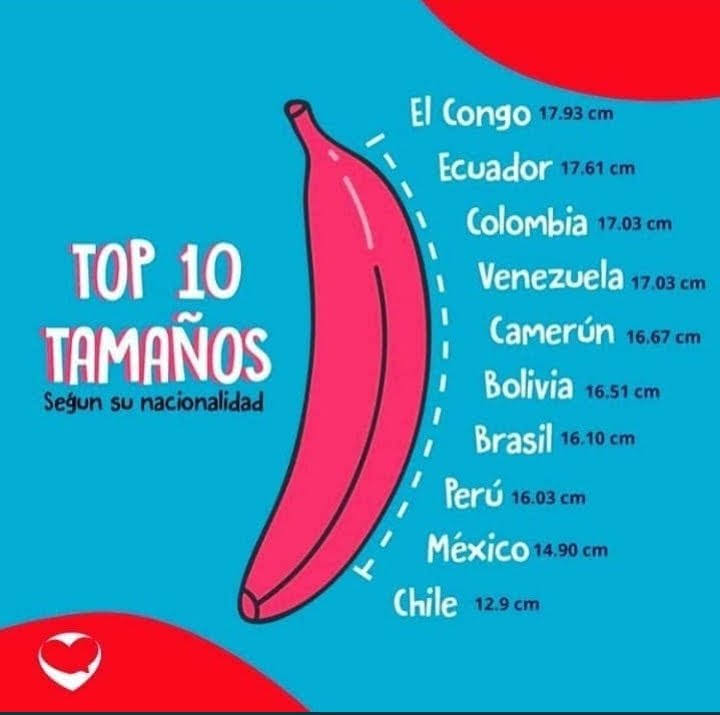 TOP 10
TAMAÑOS
Segun su nacionalidad
El Congo 17.93 cm
Ecuador 17.61 cm
Colombia 17.03 cm
Venezuela 17.03 cm
Camerún 16.67 cm
Bolivia 16.51 cm
Brasil 16.10 cm
Perú 16.03 cm
México 14.90 cm
Chile 12.9 cm